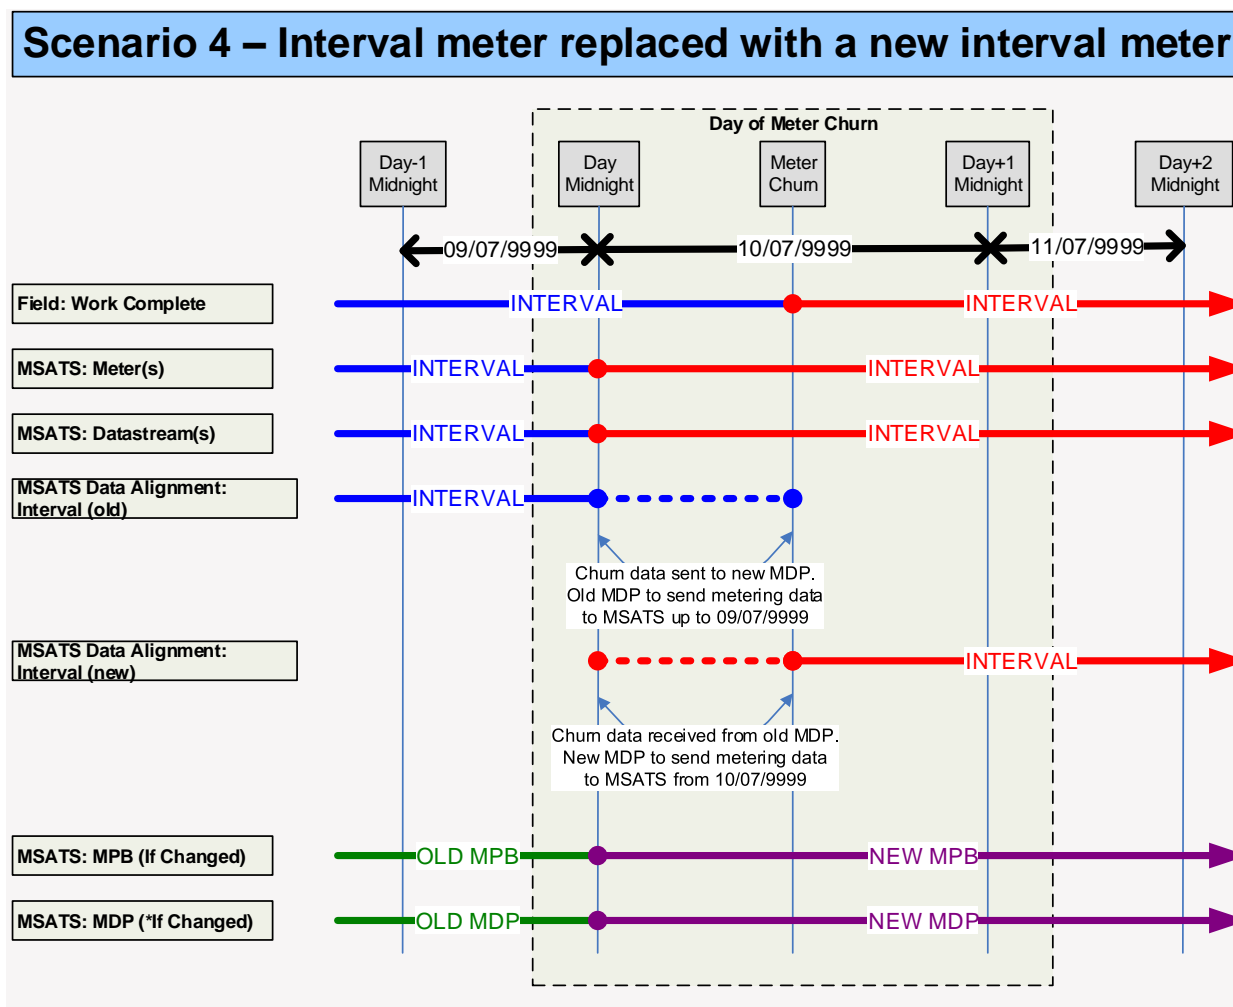 Scenario 4 – Interval meter replaced with a new interval meter
Day of Meter Churn
Day-1
Midnight
Day
Midnight
Meter
Churn
Day+1
Midnight
Day+2
Midnight
09/07/9999
10/07/9999
11/07/9999
Field: Work Complete
INTERVAL
INTERVAL
MSATS: Meter(s)
INTERVAL
INTERVAL
MSATS: Datastream(s)
INTERVAL
INTERVAL
MSATS Data Alignment:
Interval (old)
INTERVAL
Churn data sent to new MDP.
Old MDP to send metering data
to MSATS up to 09/07/9999
MSATS Data Alignment:
Interval (new)
INTERVAL
Churn data received from old MDP.
New MDP to send metering data
to MSATS from 10/07/9999
MSATS: MPB (If Changed)
OLD MPB
NEW MPB
MSATS: MDP (*If Changed)
OLD MDP
NEW MDP